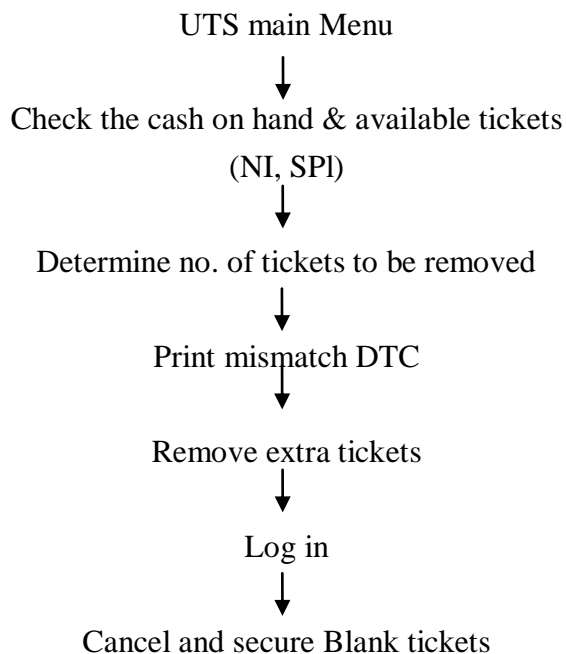 UTS main Menu
Check the cash on hand & available tickets
(NI, SPl)
Determine no. of tickets to be removed
Print mismatch DTC
Remove extra tickets
Log in
Cancel and secure Blank tickets